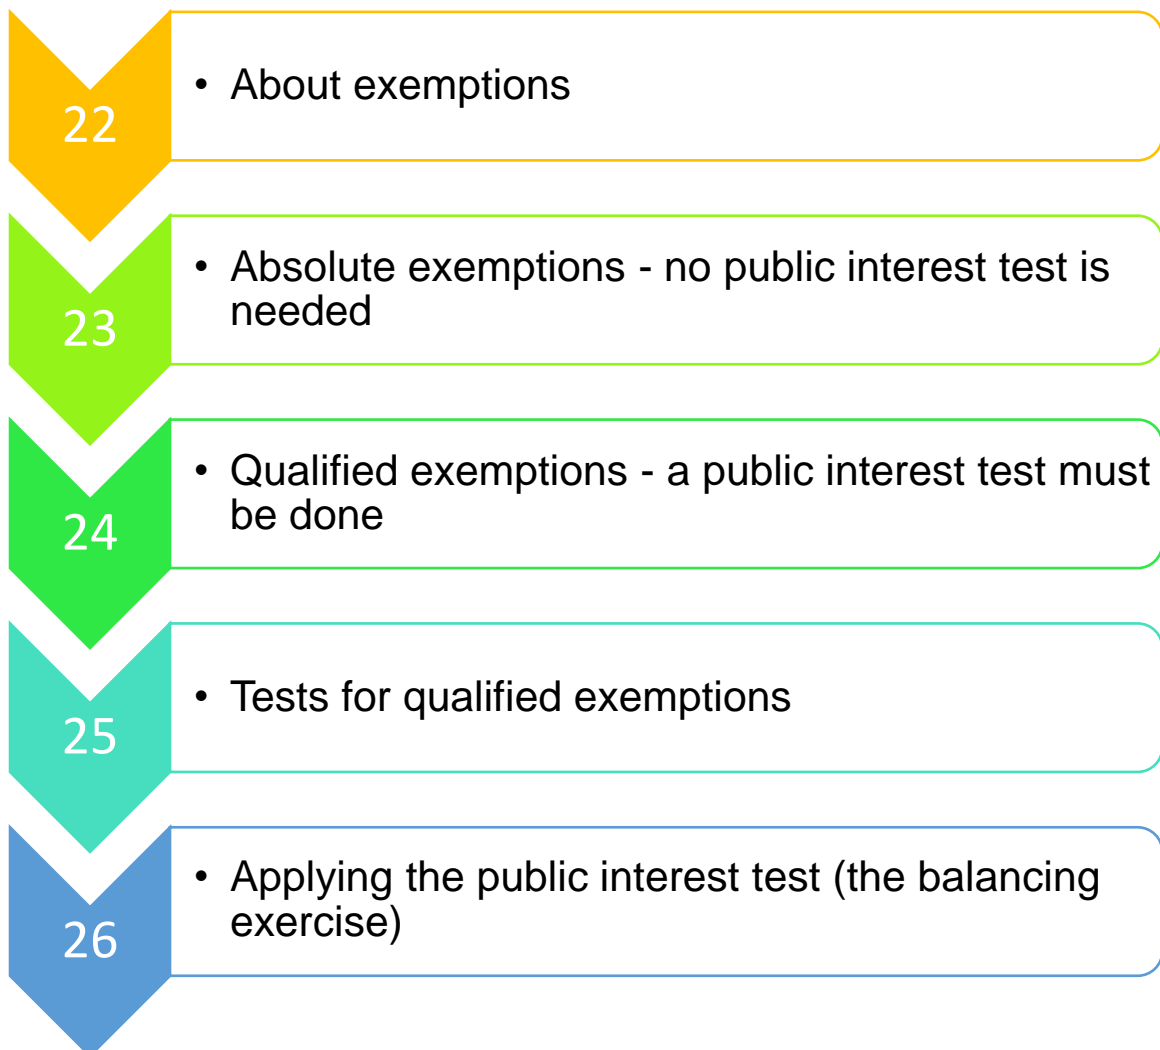 22
• About exemptions
23
• Absolute exemptions - no public interest test is
needed
24
• Qualified exemptions - a public interest test must
be done
25
• Tests for qualified exemptions
26
• Applying the public interest test (the balancing
exercise)